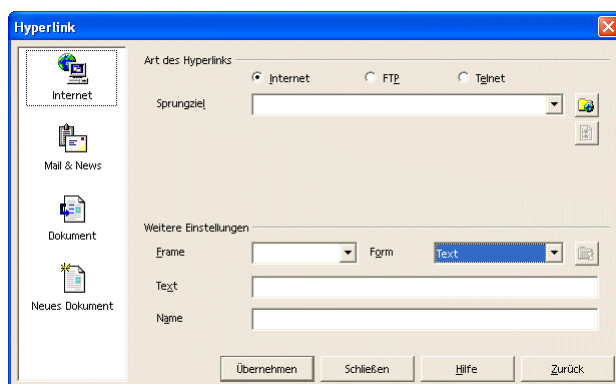 Hyperlink
Internet
Mail & News
Dokument
Neues Dokument
Art des Hyperlinks
Internet FTP Telnet
Sprungziel
Weitere Einstellungen
Frame Form Text
Text
Name
Übernehmen Schließen Hilfe Zurück